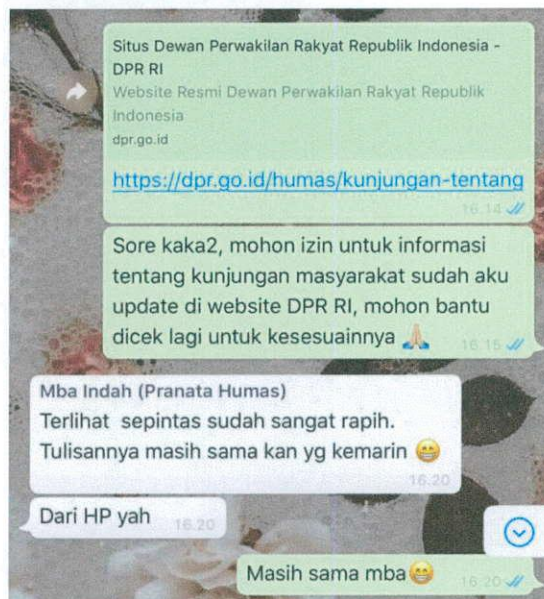 Situs Dewan Perwakilan Rakyat Republik Indonesia -
DPR RI
Website Resmi Dewan Perwakilan Rakyat Republik
Indonesia
dpr.go.id
https://dpr.go.id/humas/kunjungan-tentang
16.14
Sore kaka2, mohon izin untuk informasi
tentang kunjungan masyarakat sudah aku
update di website DPR RI, mohon bantu
dicek lagi untuk kesesuainnya 🙏🏻
16.15
Mba Indah (Pranata Humas)
Terlihat sepintas sudah sangat rapih.
Tulisannya masih sama kan yg kemarin 😁
16.20
Dari HP yah 16.20
Masih sama mba😁 16.20